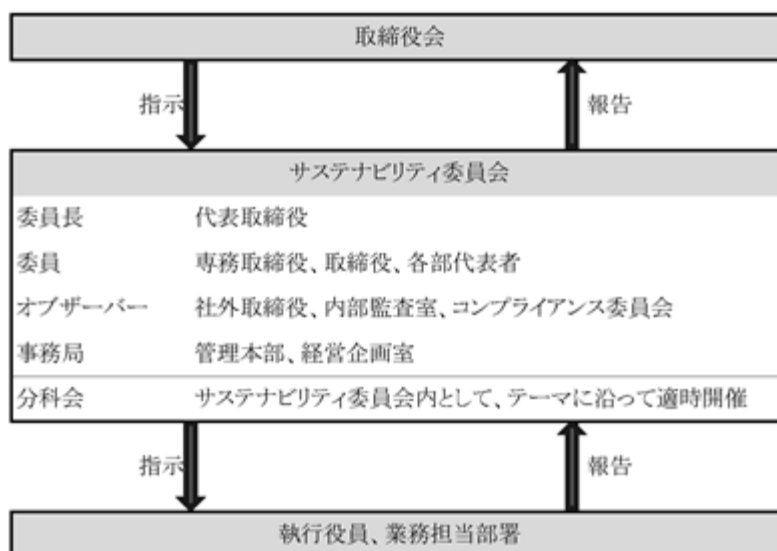 取締役会
指示
報告
サステナビリティ委員会
委員長 代表取締役
委員 専務取締役、取締役、各部代表者
オブザーバー 社外取締役、内部監査室、コンプライアンス委員会
事務局 管理本部、経営企画室
分科会 サステナビリティ委員会内として、テーマに沿って適時開催
指示
報告
執行役員、業務担当部署